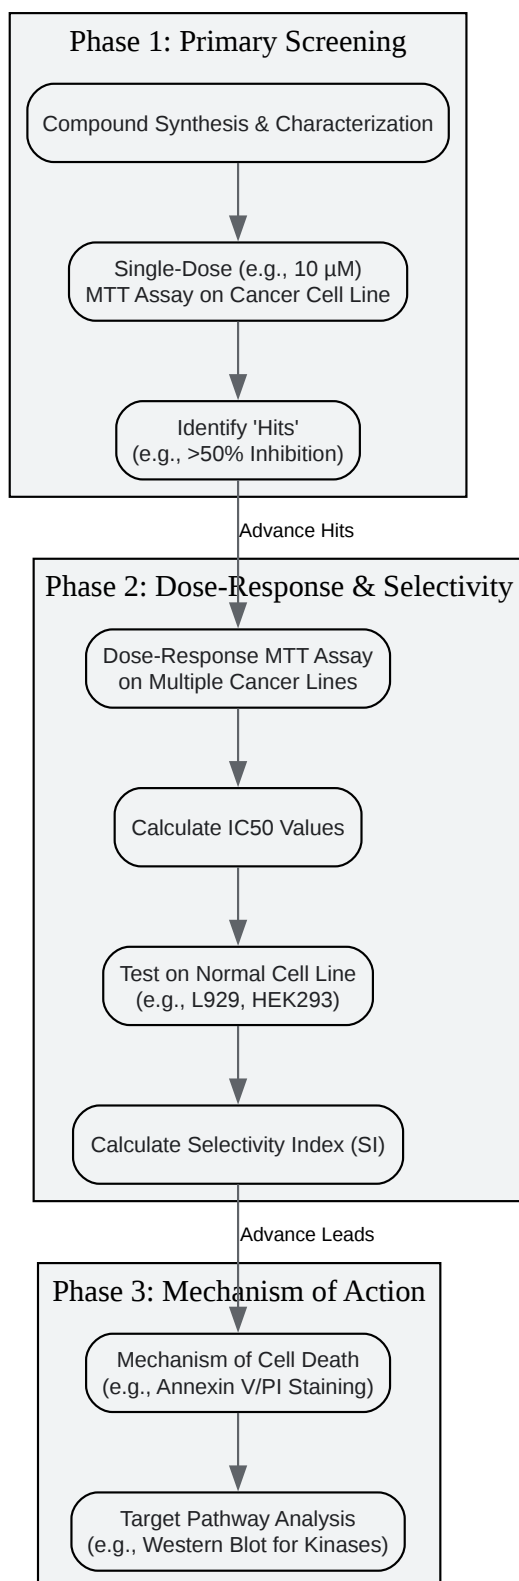 Phase 1: Primary Screening
Compound Synthesis & Characterization
Single-Dose (e.g., 10 µM)
MTT Assay on Cancer Cell Line
Identify 'Hits'
(e.g., >50% Inhibition)
Advance Hits
Phase 2: Dose-Response & Selectivity
Dose-Response MTT Assay
on Multiple Cancer Lines
Calculate IC50 Values
Test on Normal Cell Line
(e.g., L929, HEK293)
Calculate Selectivity Index (SI)
Advance Leads
Phase 3: Mechanism of Action
Mechanism of Cell Death
(e.g., Annexin V/PI Staining)
Target Pathway Analysis
(e.g., Western Blot for Kinases)